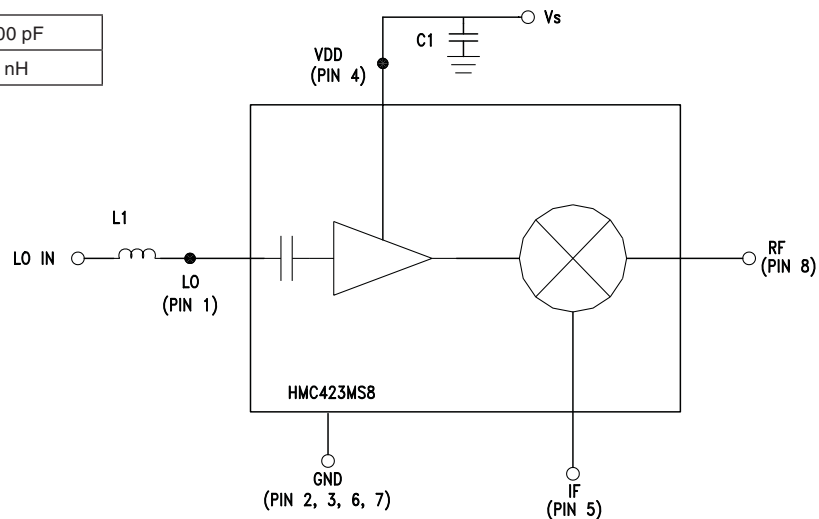 00 pF
nH
Vs
C1
VDD
(PIN 4)
L1
LO IN
LO
(PIN 1)
RF
(PIN 8)
HMC423MS8
GND
(PIN 2, 3, 6, 7)
IF
(PIN 5)